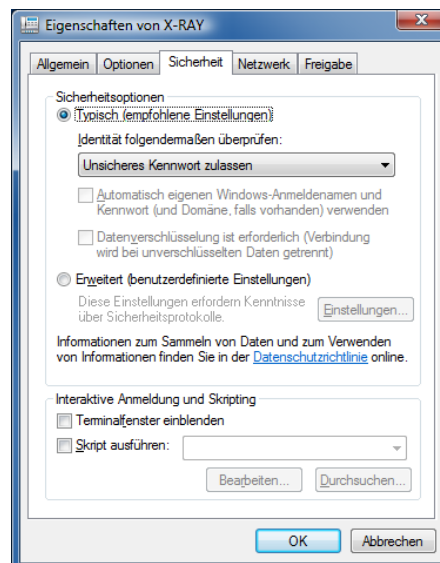 Eigenschaften von X-RAY
Allgemein Optionen Sicherheit Netzwerk Freigabe
Sicherheitsoptionen
Typisch (empfohlene Einstellungen)
Identität folgendermaßen überprüfen:
Unsicheres Kennwort zulassen
Automatisch eigenen Windows-Anmeldenamen und
Kennwort (und Domäne, falls vorhanden) verwenden
Datenverschlüsselung ist erforderlich (Verbindung
wird bei unverschlüsselten Daten getrennt)
Erweitert (benutzerdefinierte Einstellungen)
Diese Einstellungen erfordern Kenntnisse
über Sicherheitsprotokolle.
Einstellungen...
Informationen zum Sammeln von Daten und zum Verwenden
von Informationen finden Sie in der Datenschutzrichtlinie online.
Interaktive Anmeldung und Skripting
Terminalfenster einblenden
Skript ausführen:
Bearbeiten... Durchsuchen...
OK Abbrechen